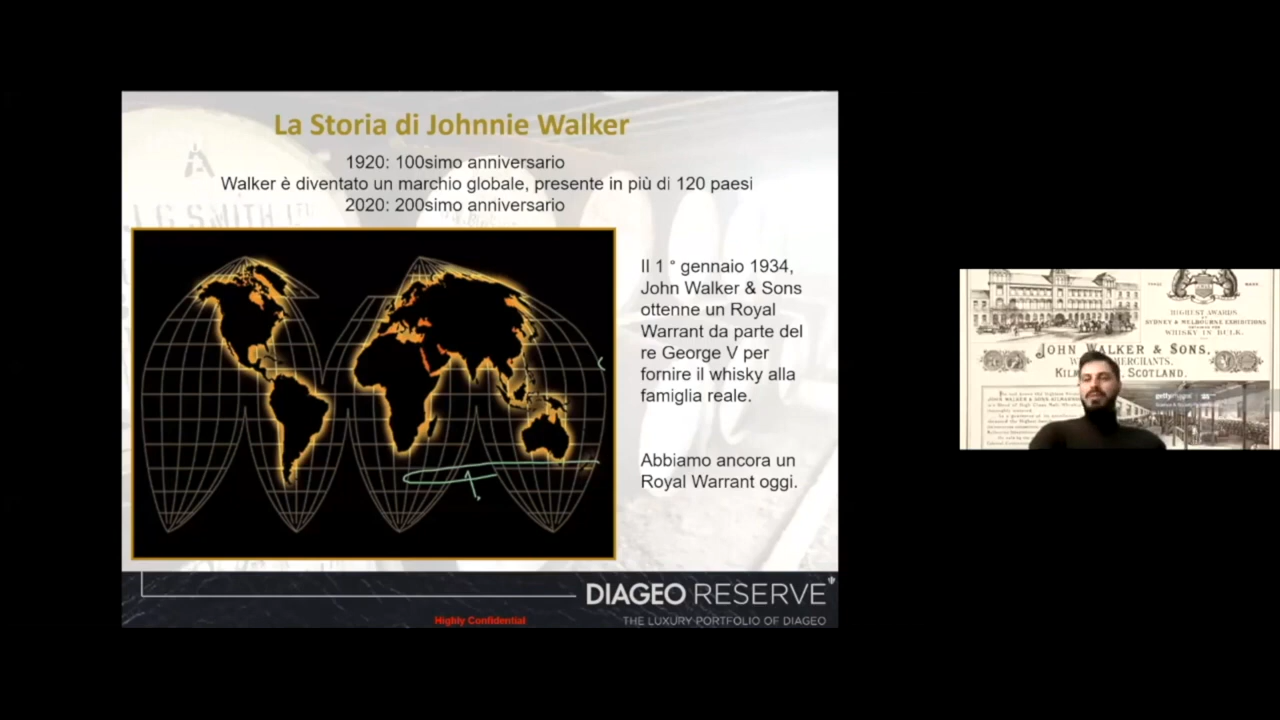 La Storia di Johnnie Walker
1920: 100simo anniversario
Walker è diventato un marchio globale, presente in più di 120 paesi
2020: 200simo anniversario
Il 1 ° gennaio 1934,
John Walker & Sons
ottenne un Royal
Warrant da parte del
re George V per
fornire il whisky alla
famiglia reale.
Abbiamo ancora un
Royal Warrant oggi.
DIAGEO RESERVE
THE LUXURY PORTFOLIO OF DIAGEO
Highly Confidential
J.G. SMITH
HIGHEST AWARDS
SYDNEY & MELBOURNE EXHIBITIONS
WHISKY IN BULK.
JOHN WALKER & SONS,
SCOTLAND.
gettyimages